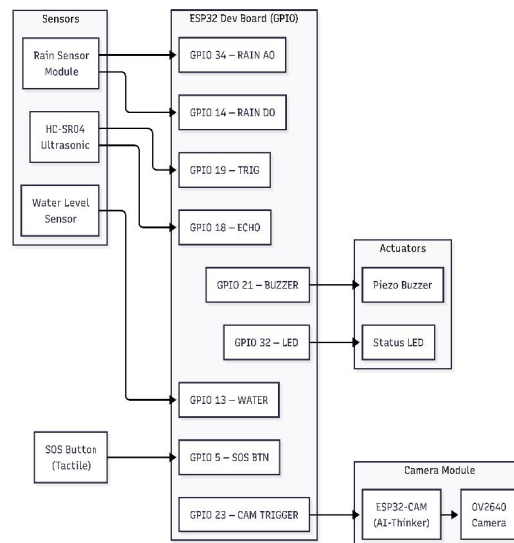 Sensors
Rain Sensor
Module
HC-SR04
Ultrasonic
Water Level
Sensor
SOS Button
(Tactile)
ESP32 Dev Board (GPIO)
GPIO 34 – RAIN AO
GPIO 14 – RAIN DO
GPIO 19 – TRIG
GPIO 18 – ECHO
GPIO 21 – BUZZER
GPIO 32 – LED
GPIO 13 – WATER
GPIO 5 – SOS BTN
GPIO 23 – CAM TRIGGER
Actuators
Piezo Buzzer
Status LED
Camera Module
ESP32-CAM
(AI-Thinker)
OV2640
Camera